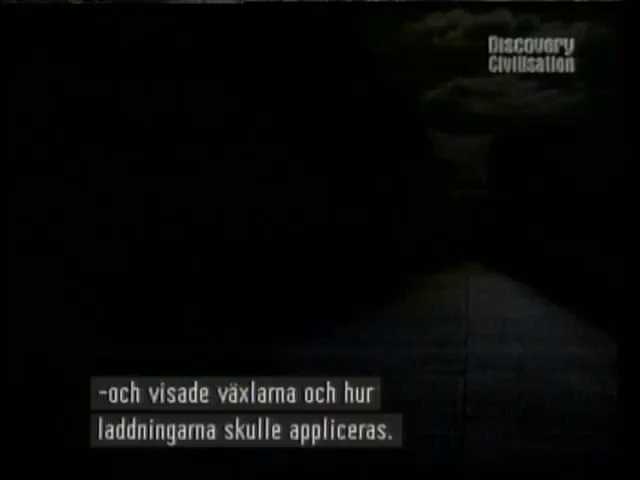 Discovery
Civilisation
-och visade växlarna och hur
laddningarna skulle appliceras.